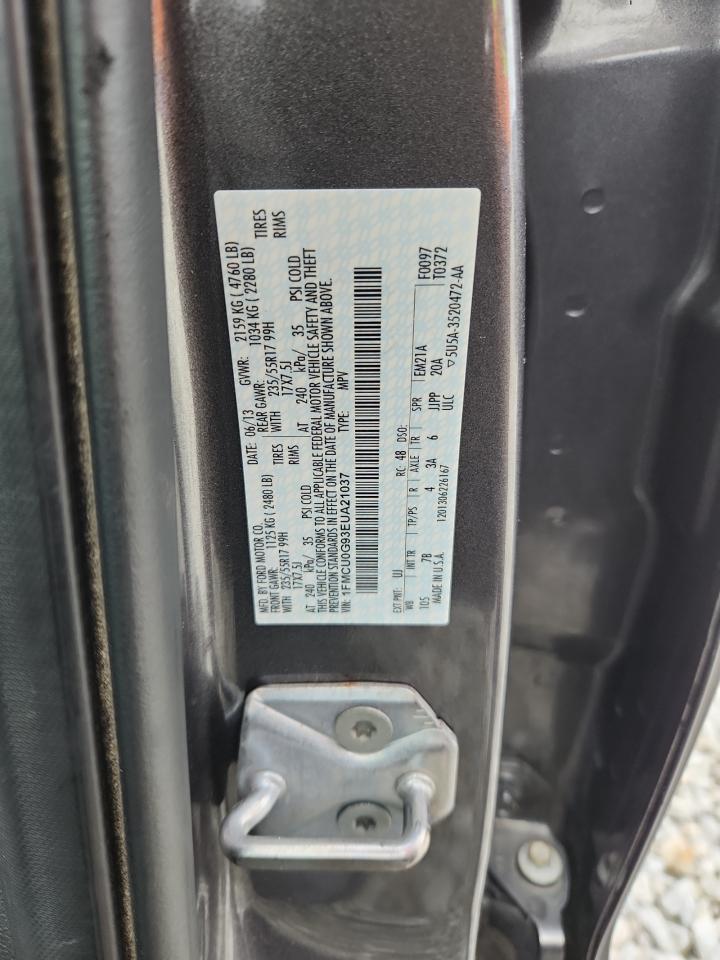 MFD. BY FORD MOTOR CO. DATE: 06/13 GVWR: 2159 KG ( 4760 LB)
FRONT GAWR: 1125 KG ( 2480 LB) REAR GAWR: 1034 KG ( 2280 LB)
WITH 235/55R17 99H TIRES WITH 235/55R17 99H TIRES
17X7.5J RIMS 17X7.5J RIMS
AT 240 kPa/ 35 PSI COLD AT 240 kPa/ 35 PSI COLD
THIS VEHICLE CONFORMS TO ALL APPLICABLE FEDERAL MOTOR VEHICLE SAFETY AND THEFT
PREVENTION STANDARDS IN EFFECT ON THE DATE OF MANUFACTURE SHOWN ABOVE.
VIN: 1FMCU0G93EUA21037 TYPE: MPV
F0097
T0372
EXT PNT: UJ RC: 48 DSO:
WB INT TR TP/PS R AXLE TR SPR EM21A
105 7B 4 3A 6 JJPP 20A
MADE IN U.S.A. 1201306226167 ULC ▽5U5A-3520472-AA